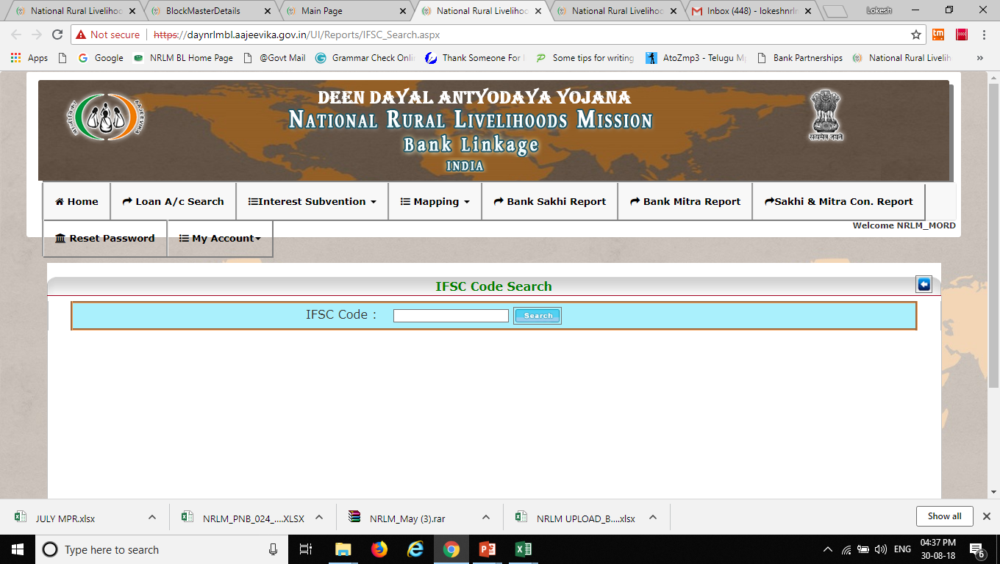 National Rural Livelihoo
BlockMasterDetails
Main Page
National Rural Livelihoo
National Rural Livelihoo
Inbox (448) - lokeshnrlm
Lokesh
Not secure
https://daynrlmbl.aajeevika.gov.in/UI/Reports/IFSC_Search.aspx
Apps
Google
NRLM BL Home Page
@Govt Mail
Grammar Check Onlin
Thank Someone For
Some tips for writing
AtoZmp3 - Telugu M
Bank Partnerships
National Rural Livelih
»
DEEN DAYAL ANTYODAYA YOJANA
NATIONAL RURAL LIVELIHOODS MISSION
Bank Linkage
INDIA
AAJEEVIKA
सत्यमेव जयते
Home
Loan A/c Search
Interest Subvention
Mapping
Bank Sakhi Report
Bank Mitra Report
Sakhi & Mitra Con. Report
Welcome NRLM_MORD
Reset Password
My Account
IFSC Code Search
IFSC Code :
Search
JULY MPR.xlsx
NRLM_PNB_024_....XLSX
NRLM_May (3).rar
NRLM UPLOAD_B....xlsx
Show all
Type here to search
ENG
04:37 PM
30-08-18
6